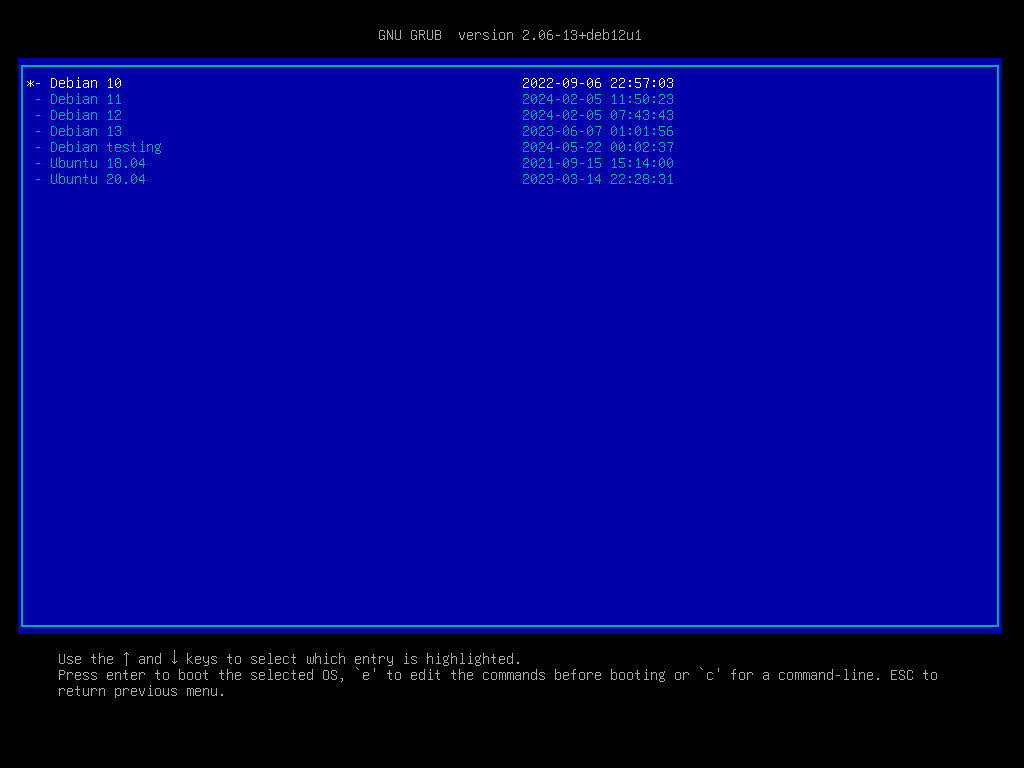 GNU GRUB  version 2.06-13+deb12u1
*- Debian 10 2022-09-06 22:57:03
- Debian 11 2024-02-05 11:50:23
- Debian 12 2024-02-05 07:43:43
- Debian 13 2023-06-07 01:01:56
- Debian testing 2024-05-22 00:02:37
- Ubuntu 18.04 2021-09-15 15:14:00
- Ubuntu 20.04 2023-03-14 22:28:31
Use the ↑ and ↓ keys to select which entry is highlighted.
Press enter to boot the selected OS, `e' to edit the commands before booting or `c' for a command-line. ESC to
return previous menu.